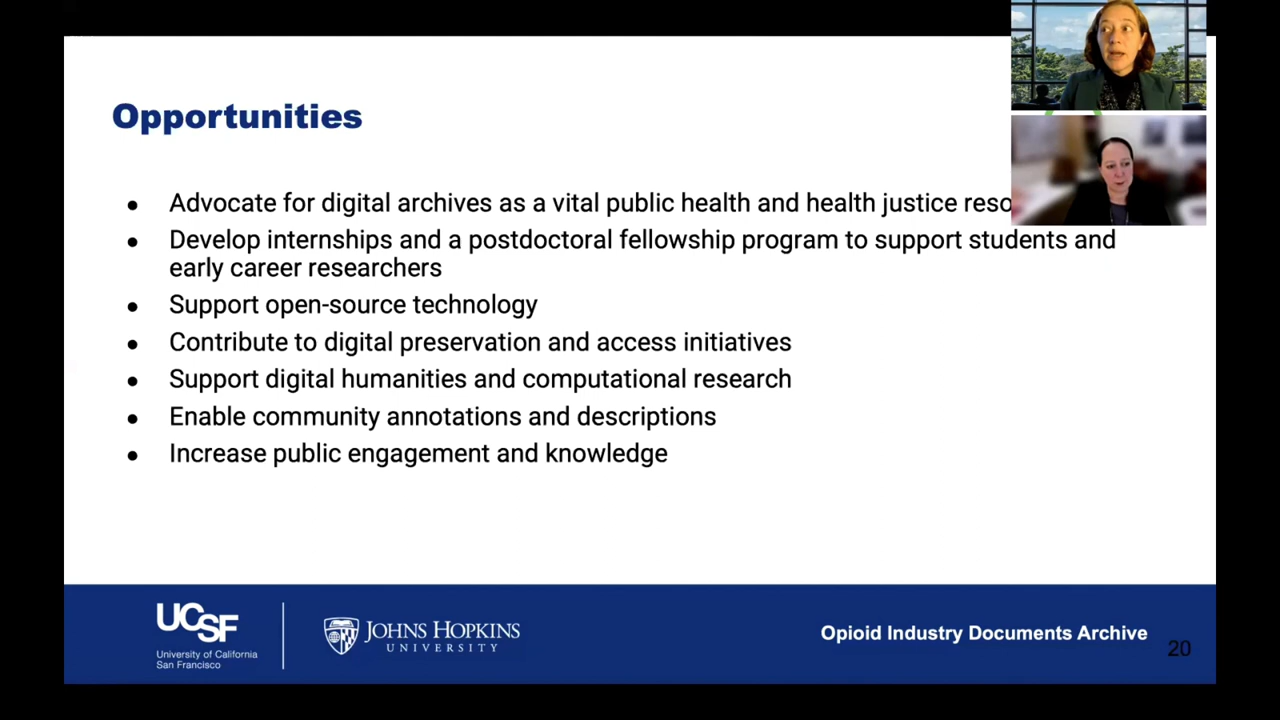 Opportunities
Advocate for digital archives as a vital public health and health justice
Develop internships and a postdoctoral fellowship program to support students and
early career researchers
Support open-source technology
Contribute to digital preservation and access initiatives
Support digital humanities and computational research
Enable community annotations and descriptions
Increase public engagement and knowledge
UCSF
University of California
San Francisco
JOHNS HOPKINS
UNIVERSITY
Opioid Industry Documents Archive
20